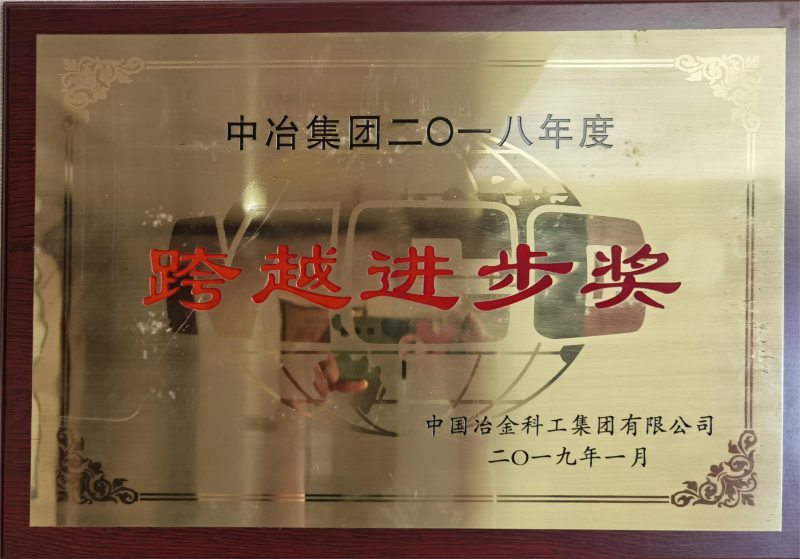 中冶集团二〇一八年度
跨越进步奖
中国冶金科工集团有限公司
二〇一九年一月